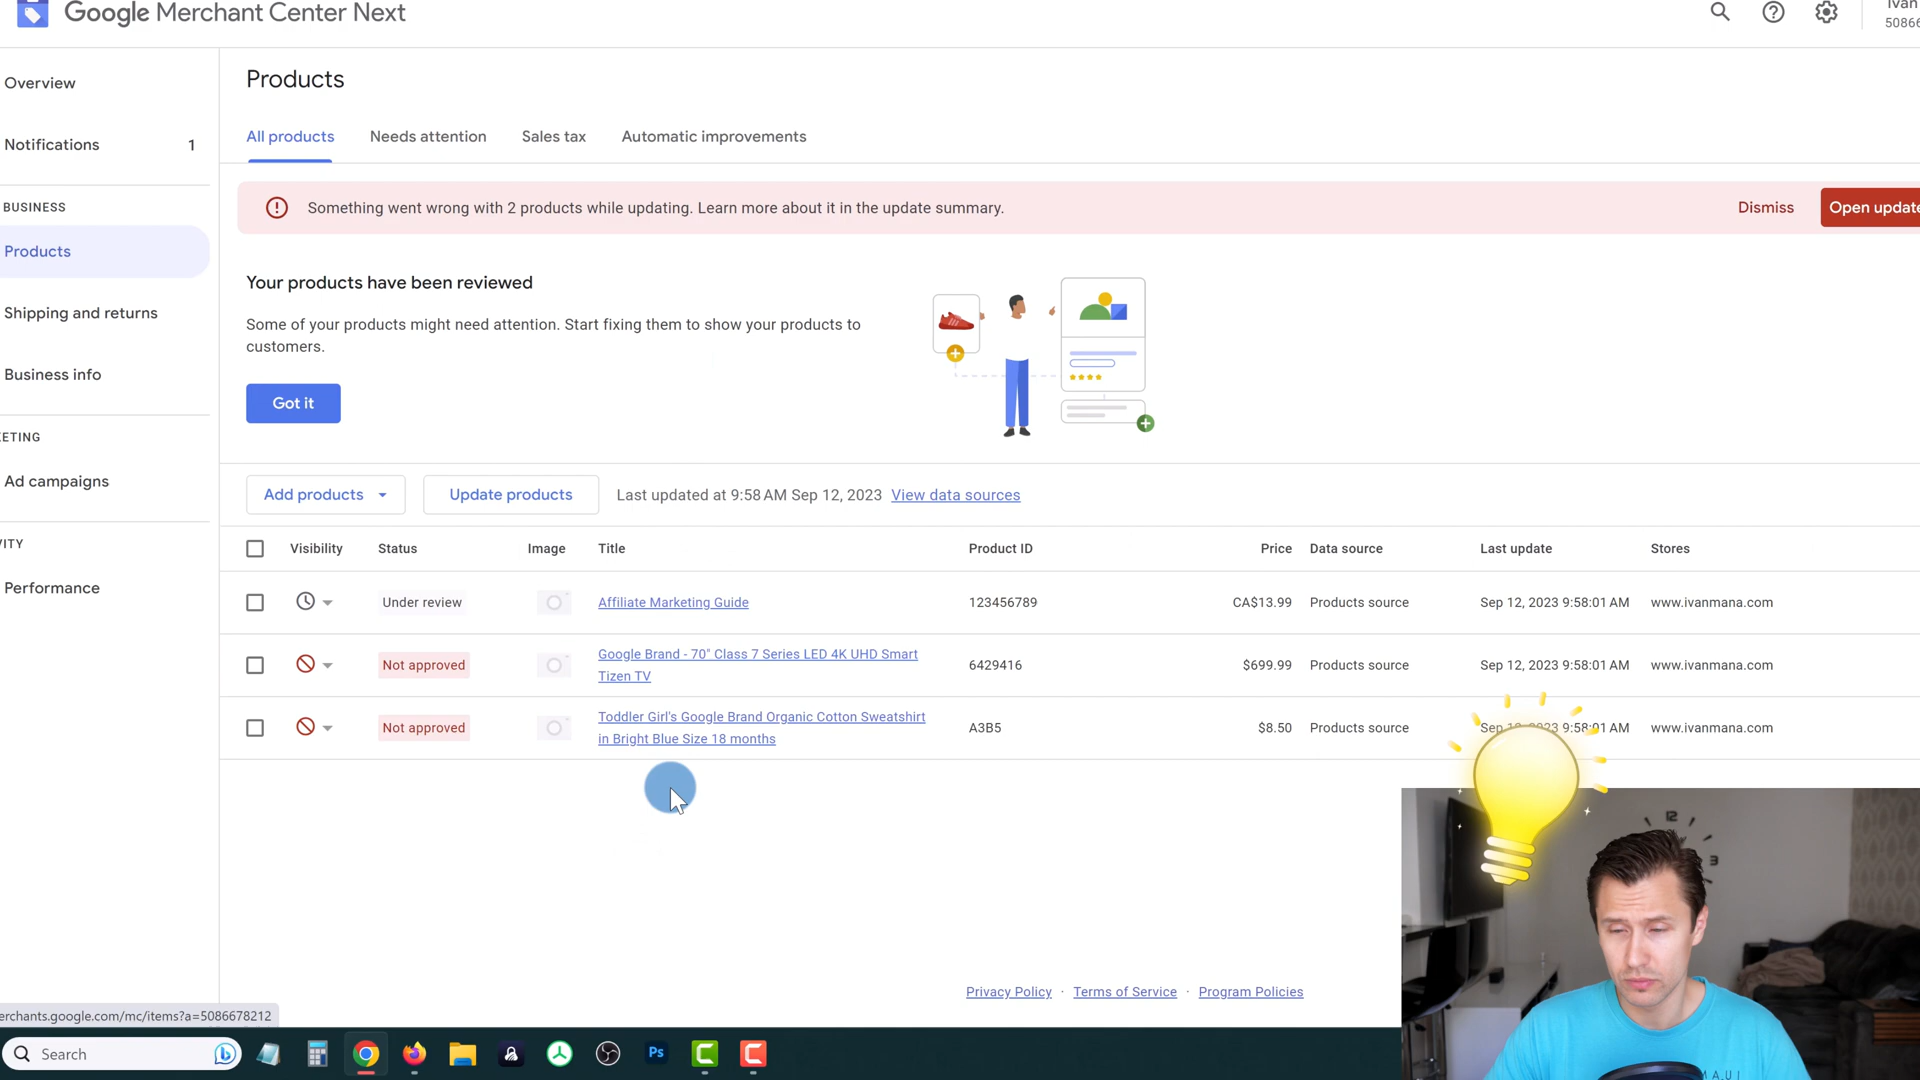 Google Merchant Center Next
Ivan
5086
Overview
Notifications 1
BUSINESS
Products
Shipping and returns
Business info
ETING
Ad campaigns
VITY
Performance
Products
All products Needs attention Sales tax Automatic improvements
Something went wrong with 2 products while updating. Learn more about it in the update summary.
Dismiss
Open update
Your products have been reviewed
Some of your products might need attention. Start fixing them to show your products to
customers.
Got it
Add products Update products Last updated at 9:58 AM Sep 12, 2023 View data sources
Visibility Status Image Title Product ID Price Data source Last update Stores
Under review Affiliate Marketing Guide 123456789 CA$13.99 Products source Sep 12, 2023 9:58:01 AM www.ivanmana.com
Not approved Google Brand - 70" Class 7 Series LED 4K UHD Smart
Tizen TV 6429416 $699.99 Products source Sep 12, 2023 9:58:01 AM www.ivanmana.com
Not approved Toddler Girl's Google Brand Organic Cotton Sweatshirt
in Bright Blue Size 18 months A3B5 $8.50 Products source Sep 12, 2023 9:58:01 AM www.ivanmana.com
Privacy Policy · Terms of Service · Program Policies
erchants.google.com/mc/items?a=5086678212
Search
Ps
12
3
MAUI